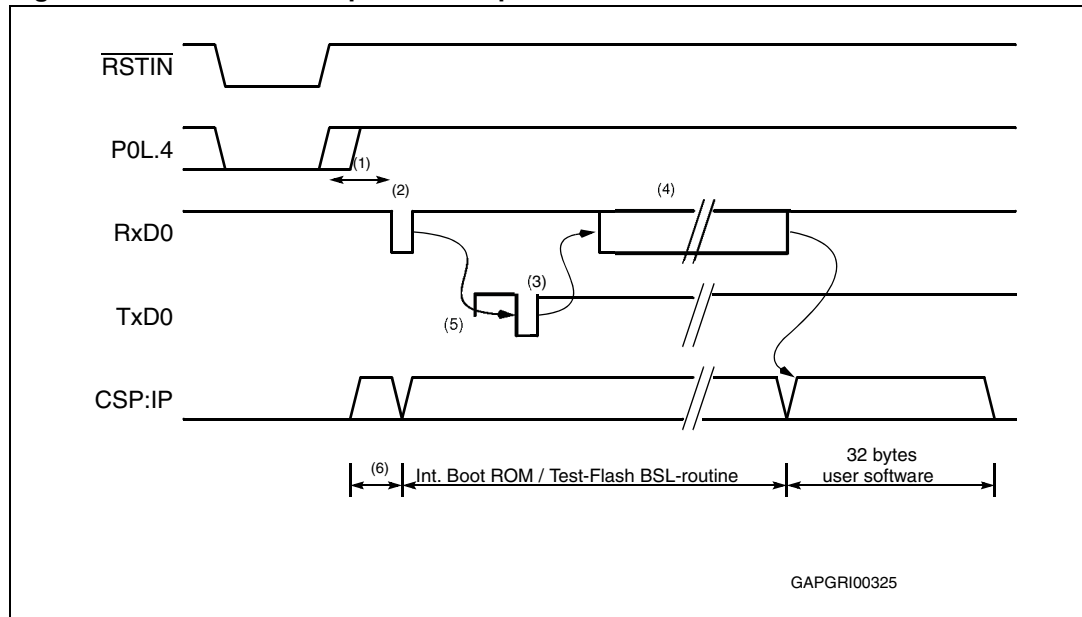 RSTIN
P0L.4
(1)
(2)
(4)
RxD0
(3)
TxD0
(5)
CSP:IP
(6)
Int. Boot ROM / Test-Flash BSL-routine
32 bytes
user software
GAPGRI00325